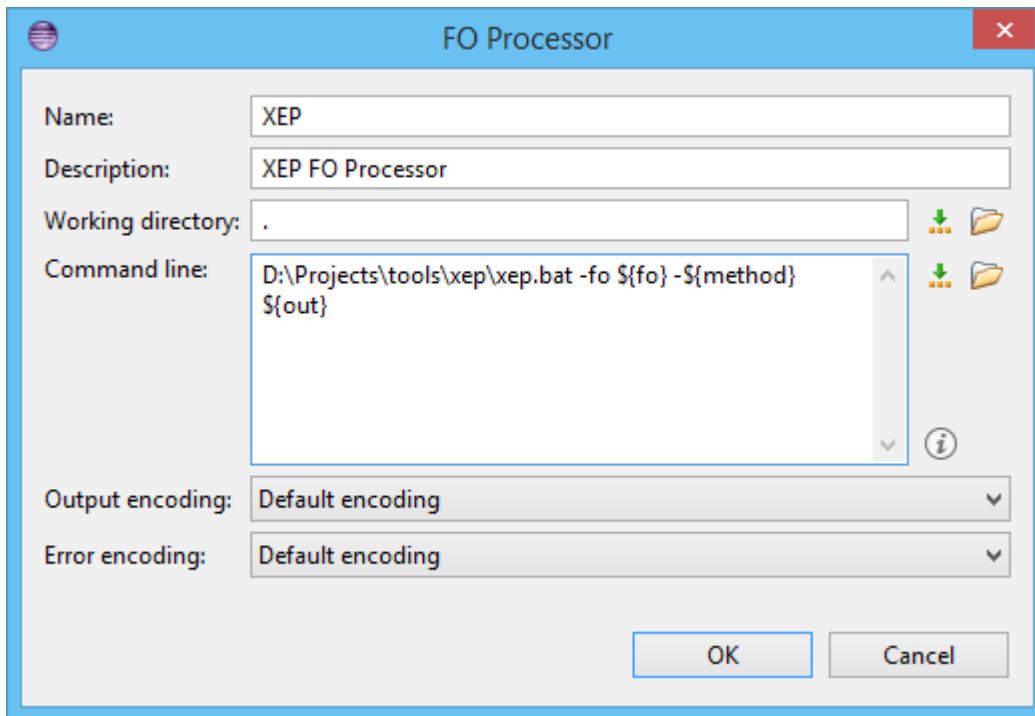 FO Processor
Name: XEP
Description: XEP FO Processor
Working directory: .
Command line: D:\Projects\tools\xep\xep.bat -fo ${fo} -${method}
${out}
Output encoding: Default encoding
Error encoding: Default encoding
OK Cancel